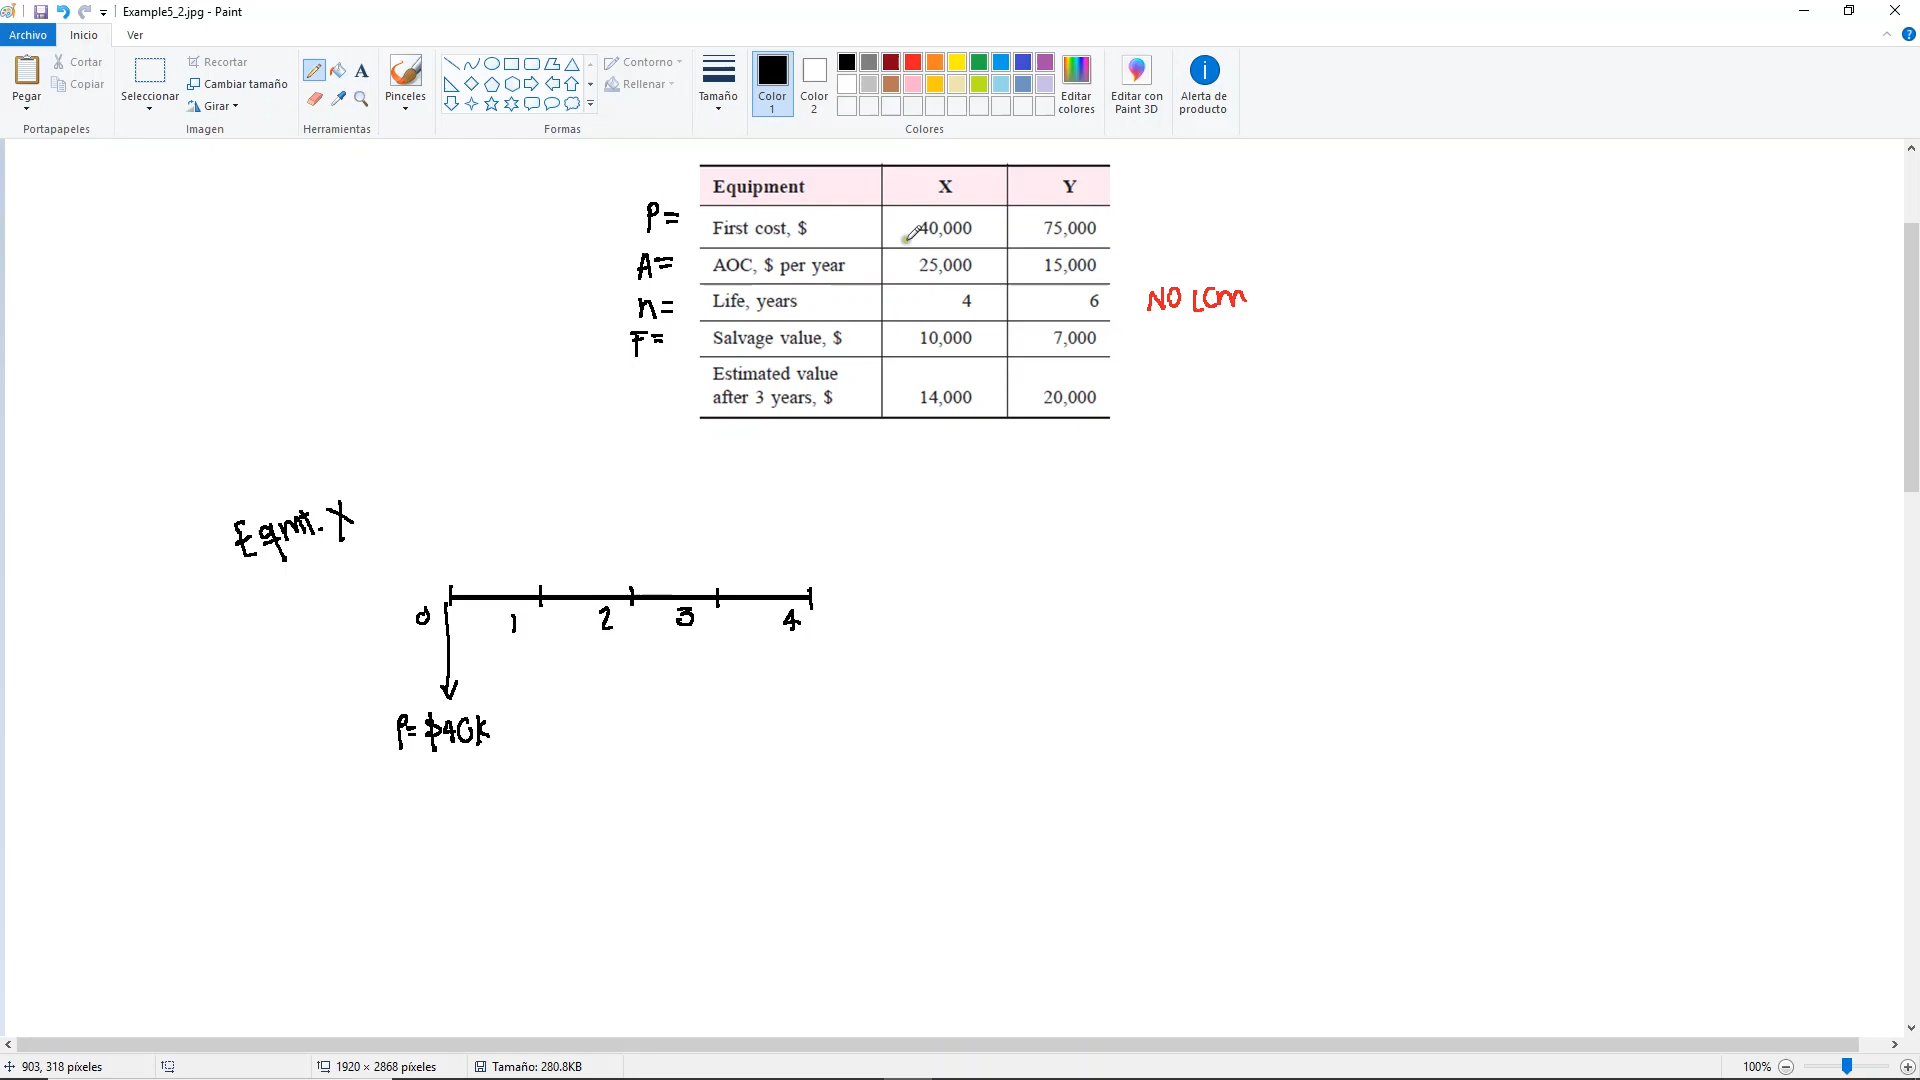 Example5_2.jpg - Paint
Archivo Inicio Ver
Pegar Cortar Copiar
Portapapeles
Seleccionar Recortar Cambiar tamaño Girar
Imagen
A
Herramientas
Pinceles
Formas
Contorno Rellenar
Tamaño
Color 1
Color 2
Editar colores
Colores
Editar con Paint 3D
Alerta de producto
Equipment X Y
P= First cost, $ 40,000 75,000
A= AOC, $ per year 25,000 15,000
n= Life, years 4 6 NO LCM
F= Salvage value, $ 10,000 7,000
Estimated value
after 3 years, $ 14,000 20,000
Eqmt. X
0 1 2 3 4
P= $40K
903, 318 píxeles 1920 × 2868 píxeles Tamaño: 280.8KB 100%